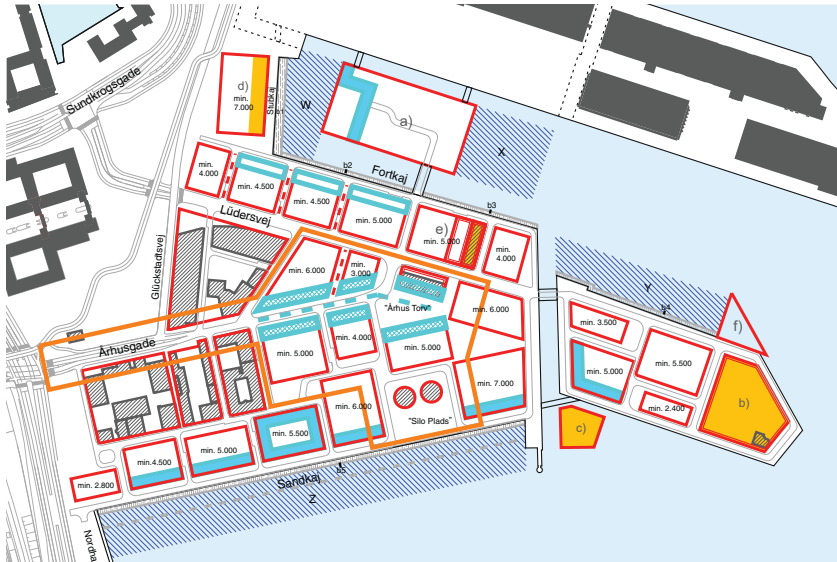 Sundkrogsgade
d)
min.
7.000
Stubkaj
b1
W
a)
X
b2
Fortkaj
b3
min.
4.000
min. 4.500
min. 4.500
min. 5.000
e)
min. 5.000
min.
4.000
Lüdersvej
Glückstadtsvej
min. 6.000
min.
3.000
"Århus Torv"
min. 6.000
Y
b4
f)
min. 3.500
min. 5.000
min. 5.500
min. 2.400
b)
c)
Århusgade
min. 5.000
min. 4.000
min. 5.000
min. 7.000
min. 6.000
"Silo Plads"
min. 5.500
min. 5.000
min.4.500
min. 2.800
b5
Sandkaj
Z
Nordha